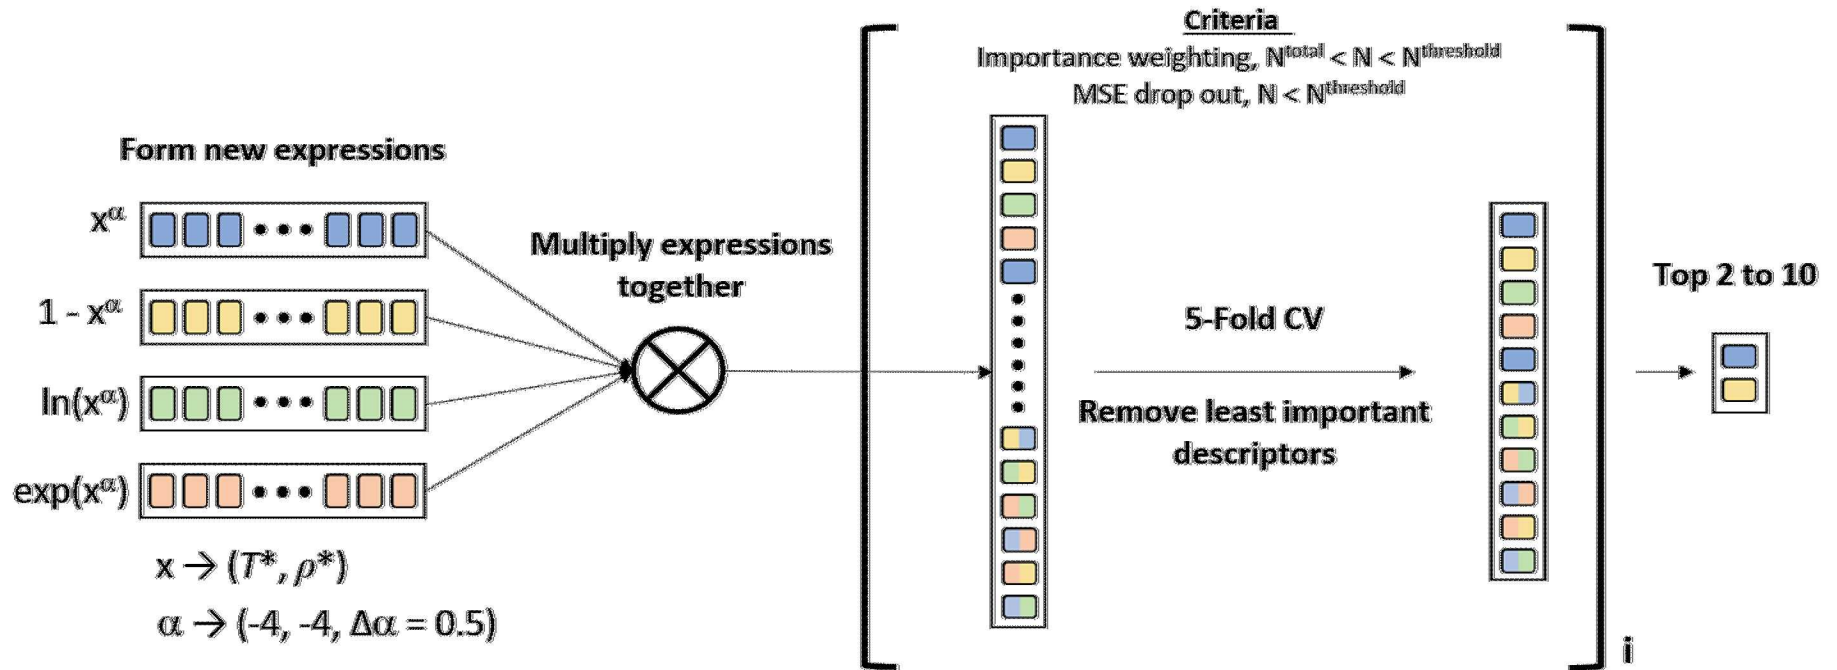 Criteria
Importance weighting, N^total < N < N^threshold
MSE drop out, N < N^threshold
Form new expressions
x^α
1 - x^α
ln(x^α)
exp(x^α)
x → (T*, ρ*)
α → (-4, -4, Δα = 0.5)
Multiply expressions
together
5-Fold CV
Remove least important
descriptors
i
Top 2 to 10